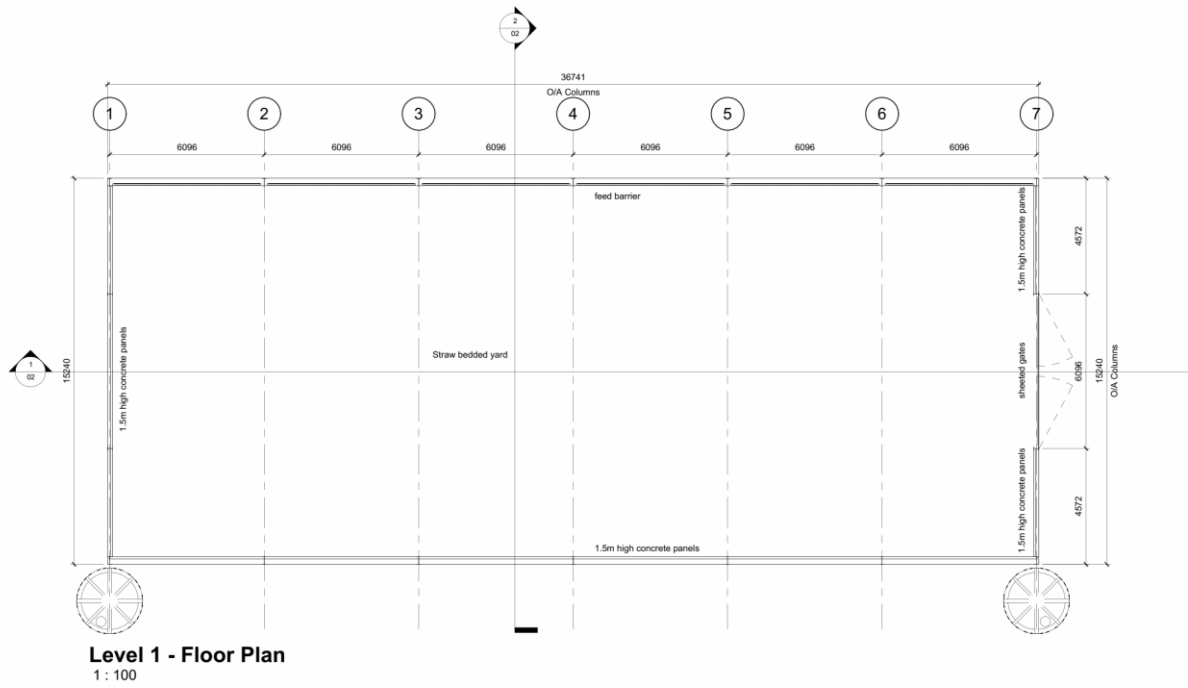 2
02
36741
O/A Columns
1
2
3
4
5
6
7
6096
6096
6096
6096
6096
6096
feed barrier
1.5m high concrete panels
4572
1.5m high concrete panels
Straw bedded yard
sheeted gates
6096
15240
O/A Columns
15240
1
02
1.5m high concrete panels
4572
1.5m high concrete panels
Level 1 - Floor Plan
1 : 100